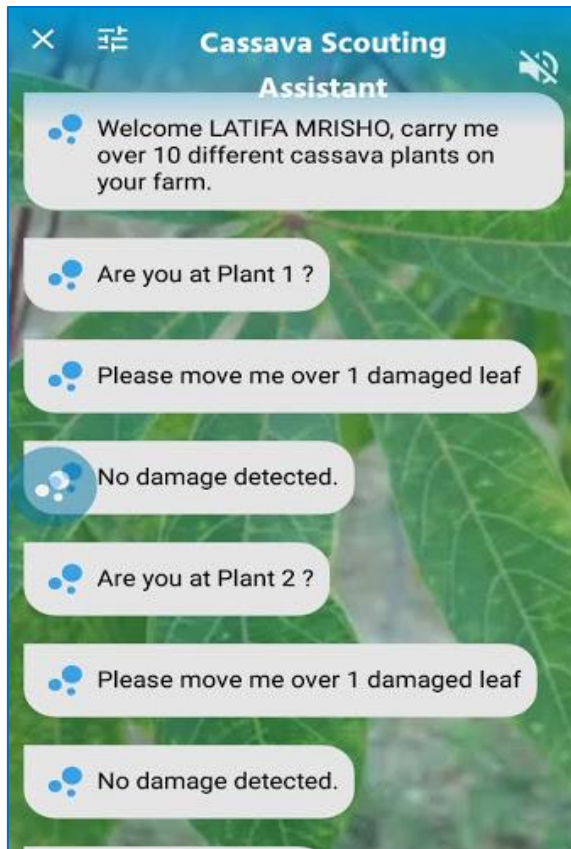 Cassava Scouting
Assistant
Welcome LATIFA MRISHO, carry me
over 10 different cassava plants on
your farm.
Are you at Plant 1 ?
Please move me over 1 damaged leaf
No damage detected.
Are you at Plant 2 ?
Please move me over 1 damaged leaf
No damage detected.